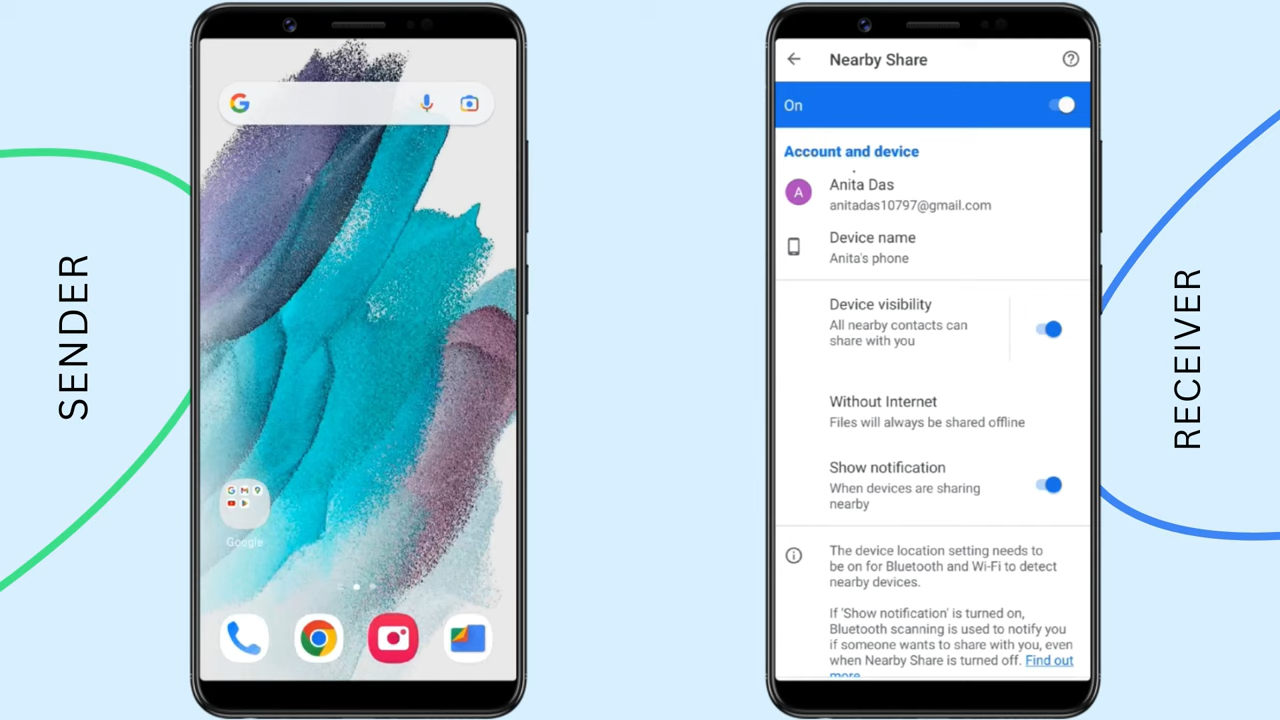 SENDER
Google
Nearby Share
On
Account and device
A
Anita Das
anitadas10797@gmail.com
Device name
Anita's phone
Device visibility
All nearby contacts can
share with you
Without Internet
Files will always be shared offline
Show notification
When devices are sharing
nearby
The device location setting needs to
be on for Bluetooth and Wi-Fi to detect
nearby devices.
If 'Show notification' is turned on,
Bluetooth scanning is used to notify you
if someone wants to share with you, even
when Nearby Share is turned off. Find out
more
RECEIVER